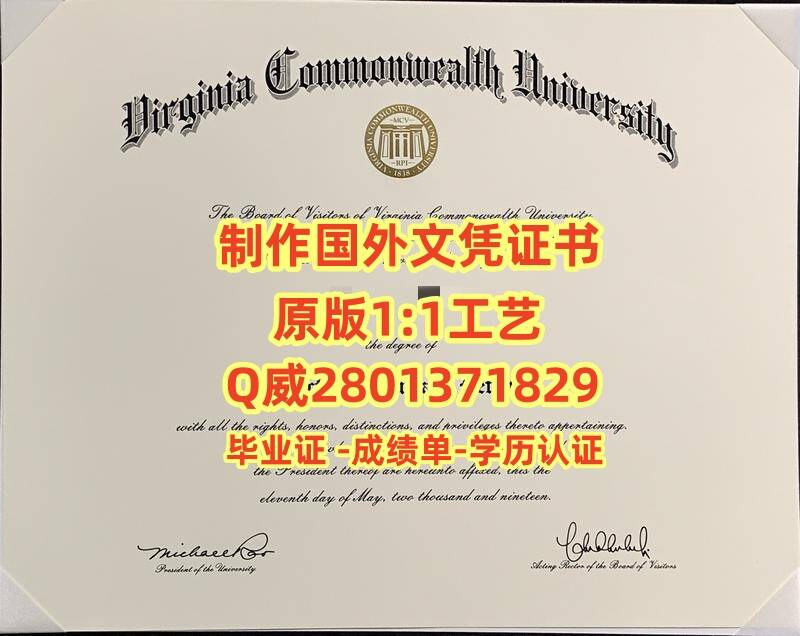 Virginia Commonwealth University
VIRGINIA COMMONWEALTH UNIVERSITY
MCV
RPI
1838
The Board of Visitors of Virginia Commonwealth University
制作国外文凭证书
原版1:1工艺
the degree of
Q威2801371829
with all the rights, honors, distinctions, and privileges thereto appertaining.
毕业证 -成绩单-学历认证
the President thereof are hereunto affixed, this the
eleventh day of May, two thousand and nineteen.
President of the University
Acting Rector of the Board of Visitors